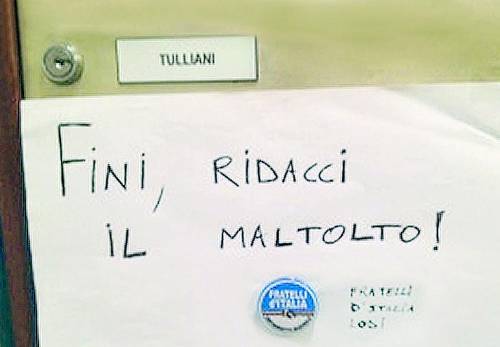 TULLIANI
FINI, RIDACCI
IL MALTOLTO!
FRATELLI
d'ITALIA
FRATELLI
D'ITALIA
LODI